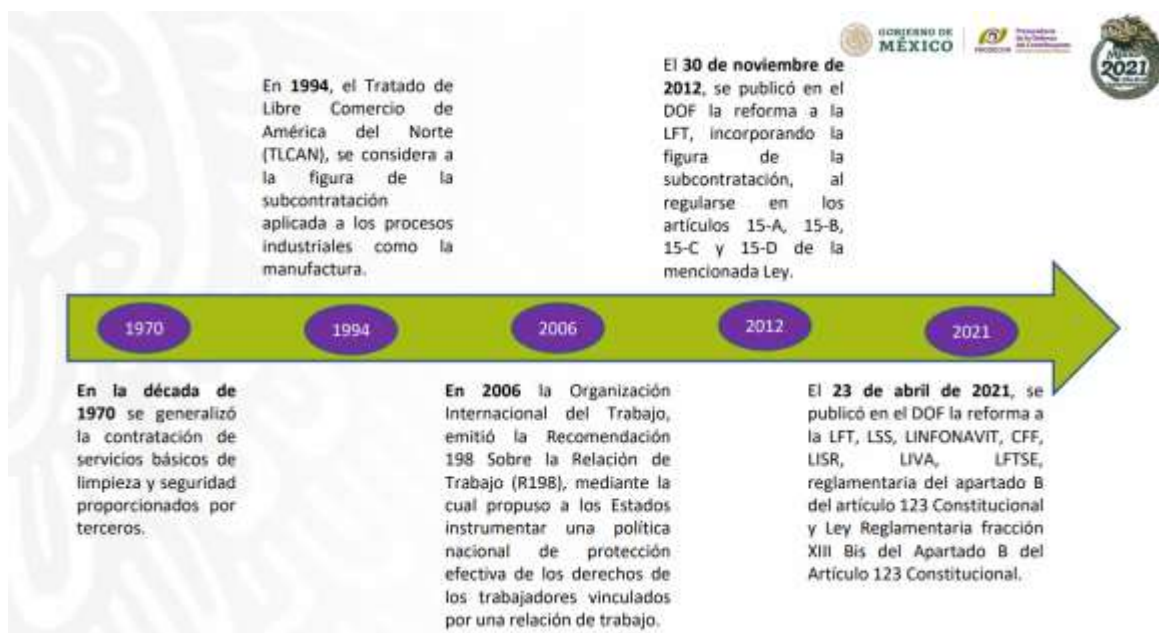 GOBIERNO DE
MÉXICO
PRODECON
Procuraduría
de la Defensa
del Contribuyente
México
2021
En 1994, el Tratado de
Libre Comercio de
América del Norte
(TLCAN), se considera a
la figura de la
subcontratación
aplicada a los procesos
industriales como la
manufactura.
El 30 de noviembre de
2012, se publicó en el
DOF la reforma a la
LFT, incorporando la
figura de la
subcontratación, al
regularse en los
artículos 15-A, 15-B,
15-C y 15-D de la
mencionada Ley.
1970
1994
2006
2012
2021
En la década de
1970 se generalizó
la contratación de
servicios básicos de
limpieza y seguridad
proporcionados por
terceros.
En 2006 la Organización
Internacional del Trabajo,
emitió la Recomendación
198 Sobre la Relación de
Trabajo (R198), mediante la
cual propuso a los Estados
instrumentar una política
nacional de protección
efectiva de los derechos de
los trabajadores vinculados
por una relación de trabajo.
El 23 de abril de 2021, se
publicó en el DOF la reforma a
la LFT, LSS, LINFONAVIT, CFF,
LISR, LIVA, LFTSE,
reglamentaria del apartado B
del artículo 123 Constitucional
y Ley Reglamentaria fracción
XIII Bis del Apartado B del
Artículo 123 Constitucional.